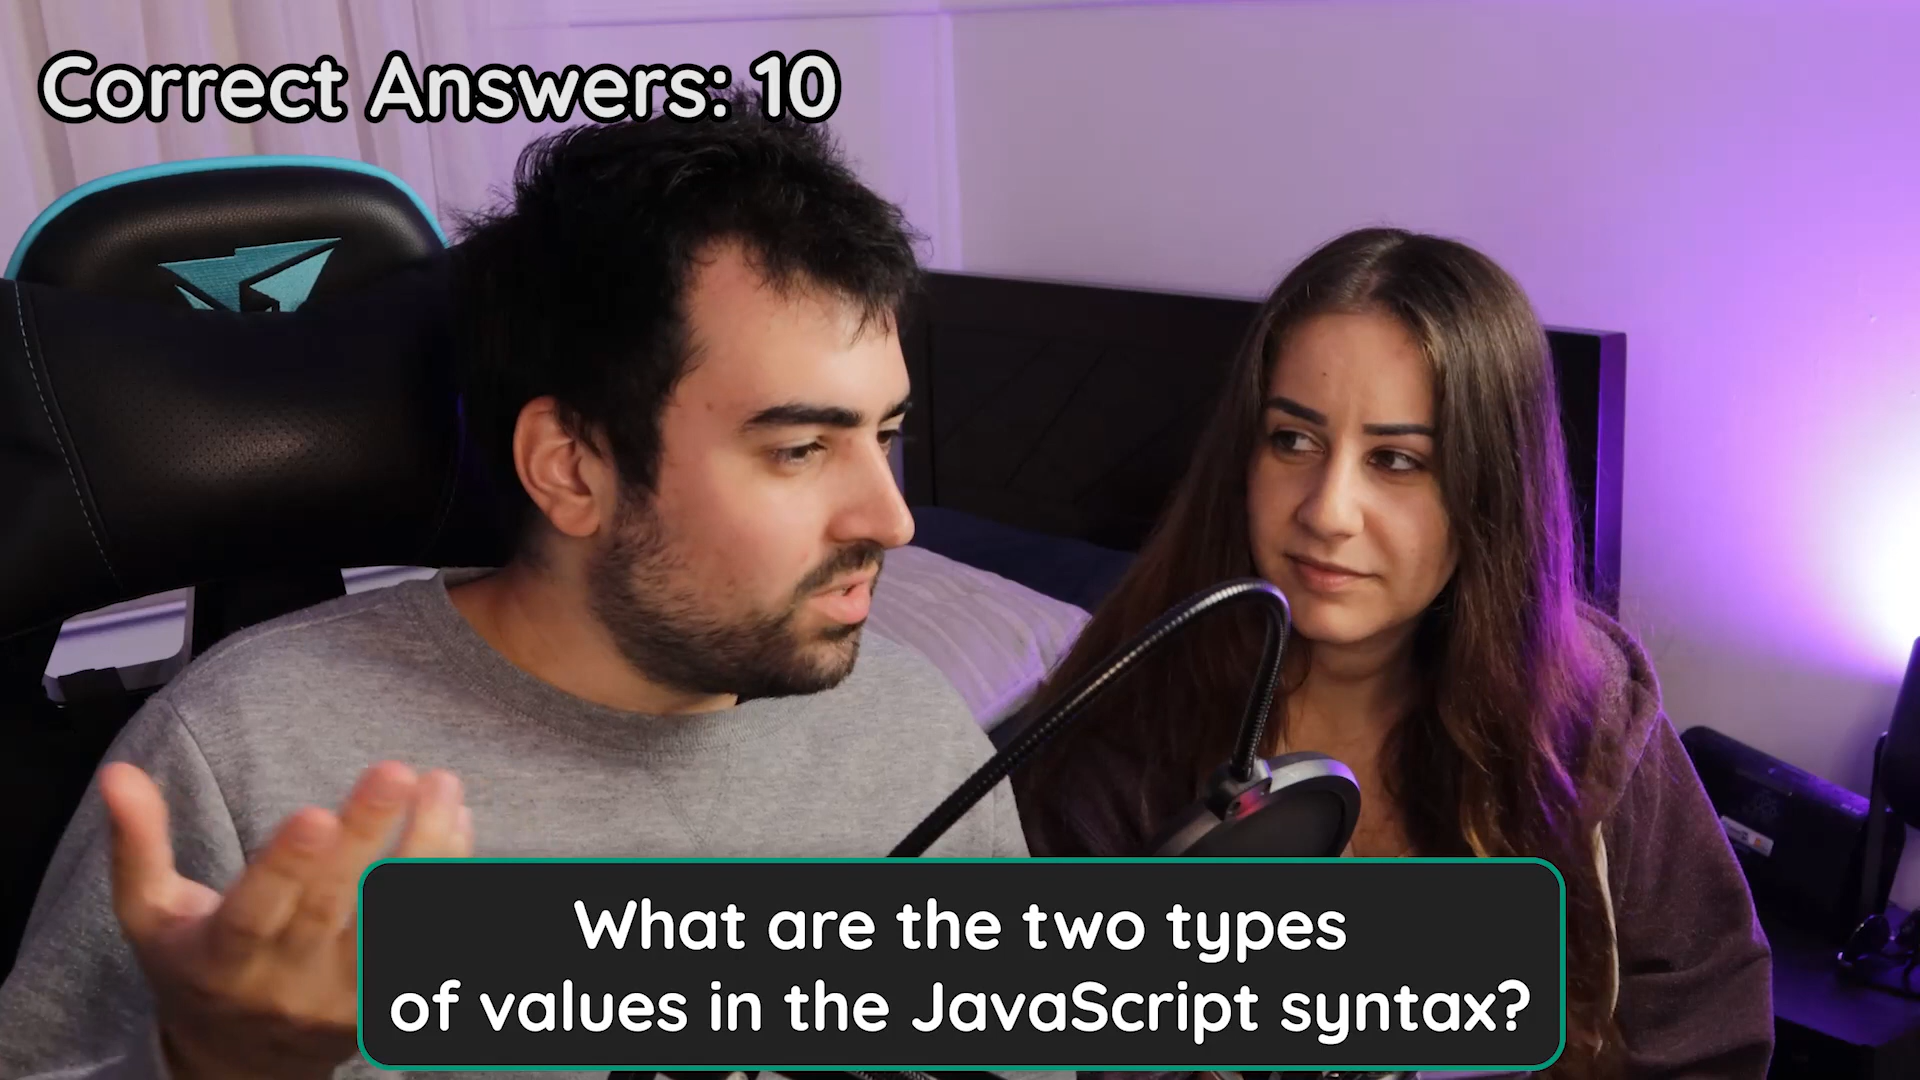 Correct Answers: 10
What are the two types
of values in the JavaScript syntax?